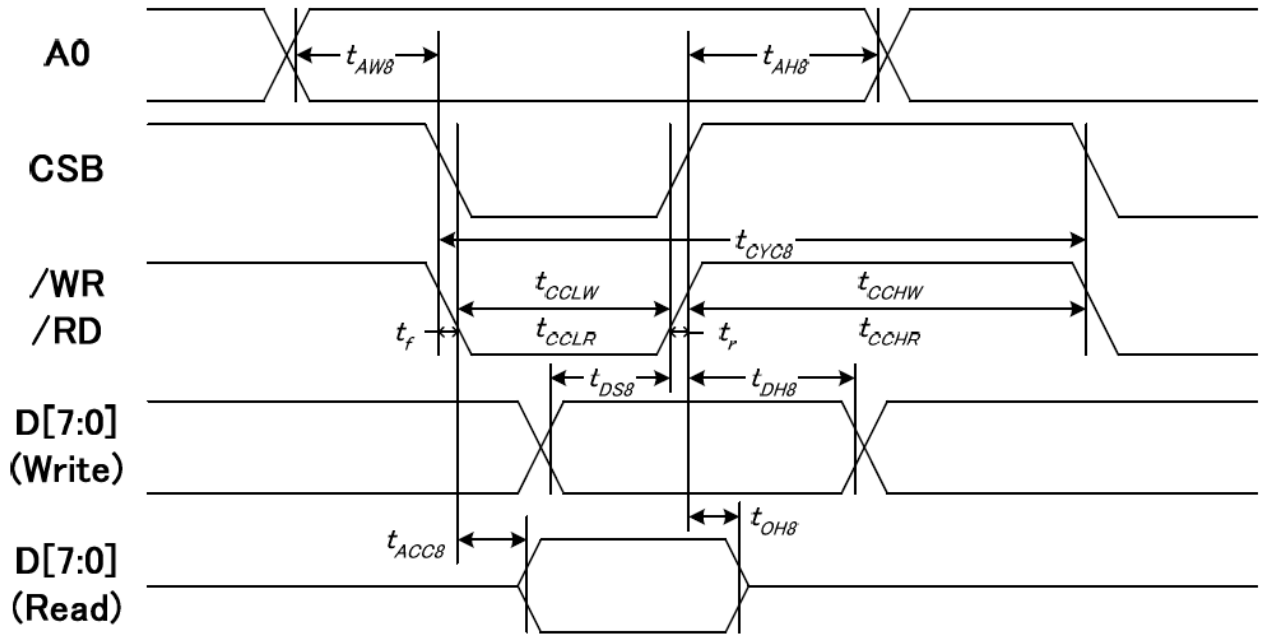 A0
t_AW8
t_AH8
CSB
t_CYC8
/WR
/RD
t_CCLW
t_CCHW
t_f
t_CCLR
t_r
t_CCHR
t_DS8
t_DH8
D[7:0]
(Write)
t_ACC8
t_OH8
D[7:0]
(Read)